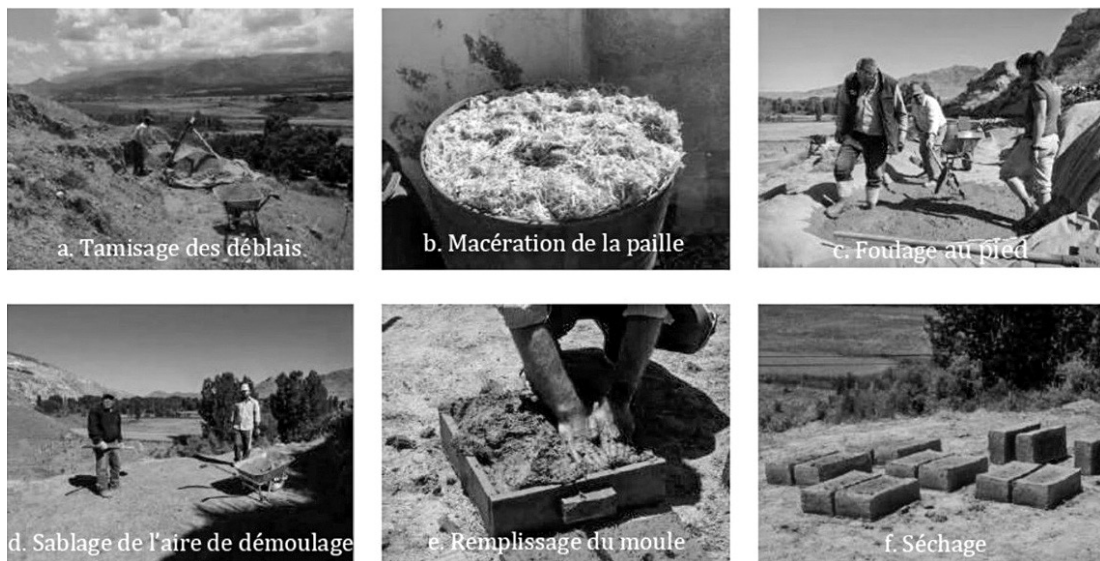 a. Tamisage des déblais
b. Macération de la paille
c. Foulage au pied
d. Sablage de l'aire de démoulage
e. Remplissage du moule
f. Séchage